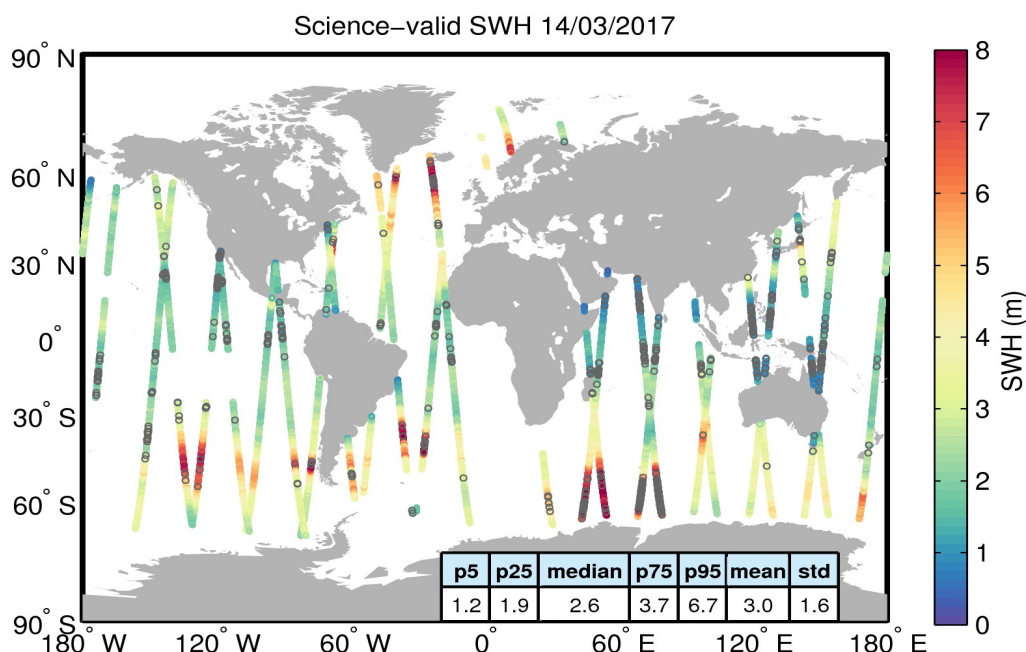 Science−valid SWH 14/03/2017
90° N
60° N
30° N
0°
30° S
60° S
90° S
180° W
120° W
60° W
0°
60° E
120° E
180° E
p5 p25 median p75 p95 mean std
1.2 1.9 2.6 3.7 6.7 3.0 1.6
8
7
6
5
4
3
2
1
0
SWH (m)